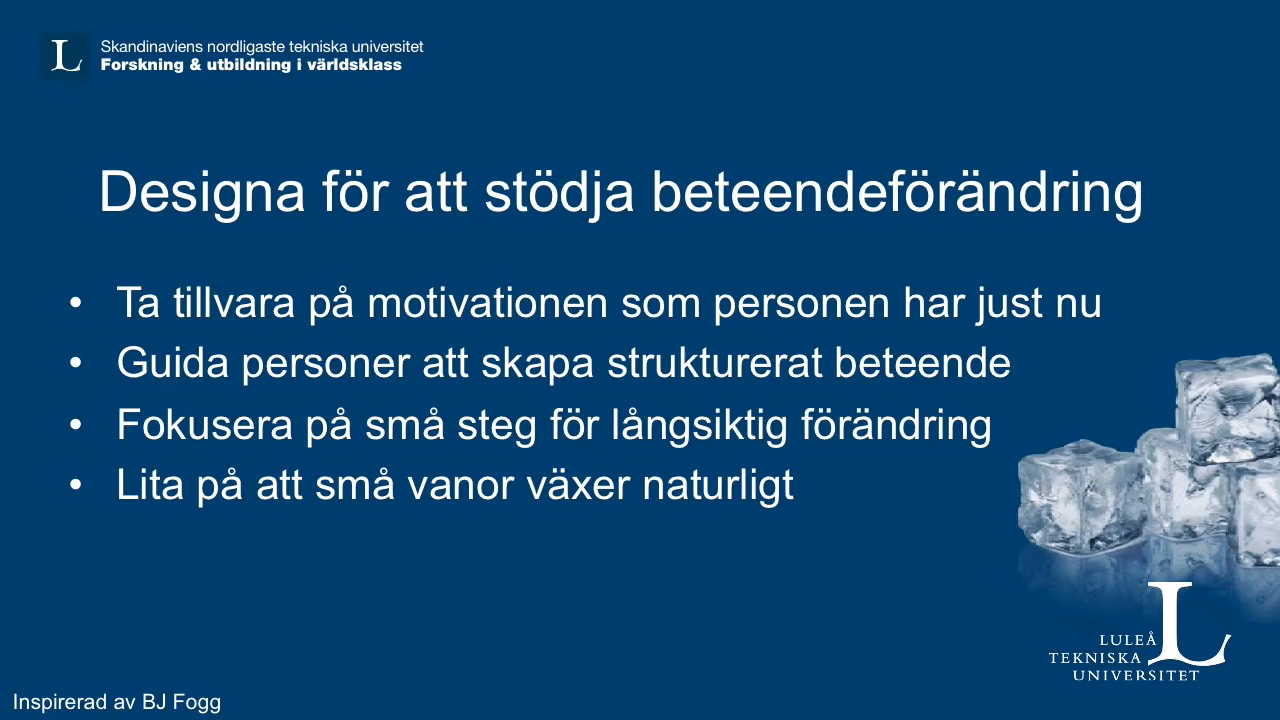 L
Skandinaviens nordligaste tekniska universitet
Forskning & utbildning i världsklass
Designa för att stödja beteendeförändring
• Ta tillvara på motivationen som personen har just nu
• Guida personer att skapa strukturerat beteende
• Fokusera på små steg för långsiktig förändring
• Lita på att små vanor växer naturligt
L
LULEÅ
TEKNISKA
UNIVERSITET
Inspirerad av BJ Fogg